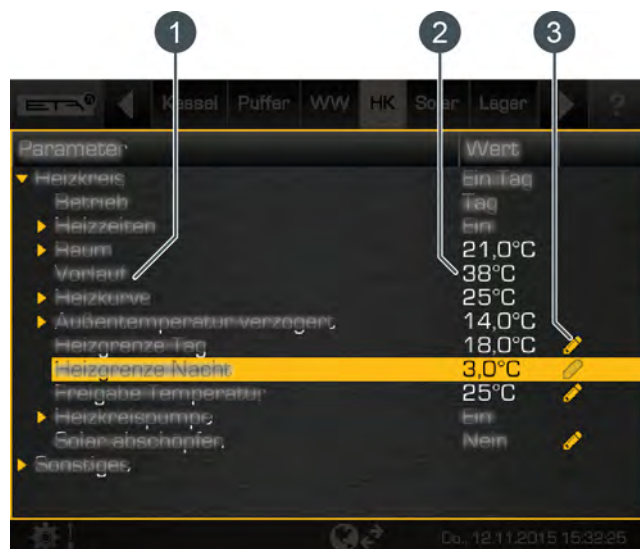 1 2 3
ETA Kessel Puffer WW HK Solar Lager ?
Parameter Wert
Heizkreis Ein Tag
Betrieb Tag
Heizzeiten Ein
Raum 21,0°C
Vorlauf 38°C
Heizkurve 25°C
Außentemperatur verzögert 14,0°C
Heizgrenze Tag 18,0°C
Heizgrenze Nacht 3,0°C
Freigabe Temperatur 25°C
Heizkreispumpe Ein
Solar abschöpfen Nein
Sonstiges
Do., 12.11.2015 15:32:25